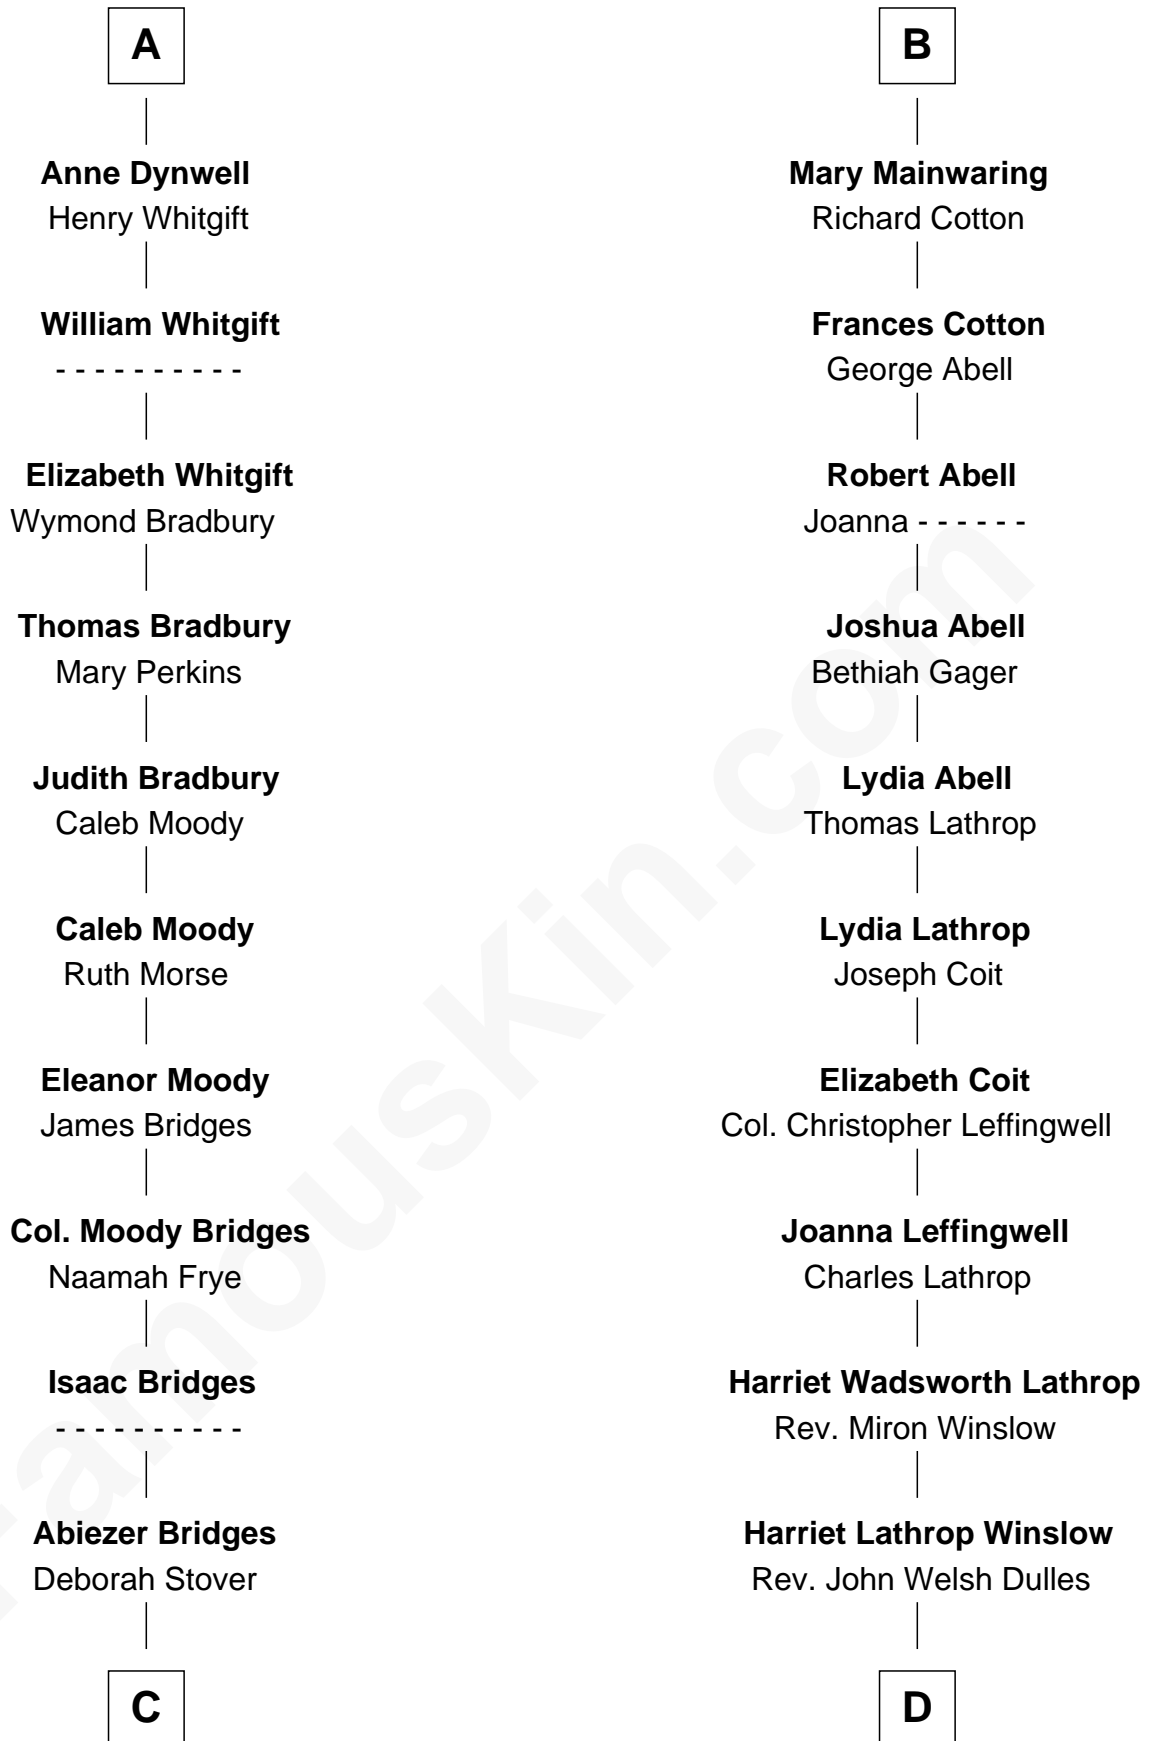 A
Anne Dynwell
Henry Whitgift
William Whitgift
- - - - - - - - - -
Elizabeth Whitgift
Wymond Bradbury
Thomas Bradbury
Mary Perkins
Judith Bradbury
Caleb Moody
Caleb Moody
Ruth Morse
Eleanor Moody
James Bridges
Col. Moody Bridges
Naamah Frye
Isaac Bridges
- - - - - - - - - -
Abiezer Bridges
Deborah Stover
C
B
Mary Mainwaring
Richard Cotton
Frances Cotton
George Abell
Robert Abell
Joanna - - - - - -
Joshua Abell
Bethiah Gager
Lydia Abell
Thomas Lathrop
Lydia Lathrop
Joseph Coit
Elizabeth Coit
Col. Christopher Leffingwell
Joanna Leffingwell
Charles Lathrop
Harriet Wadsworth Lathrop
Rev. Miron Winslow
Harriet Lathrop Winslow
Rev. John Welsh Dulles
D
FamousKin.com